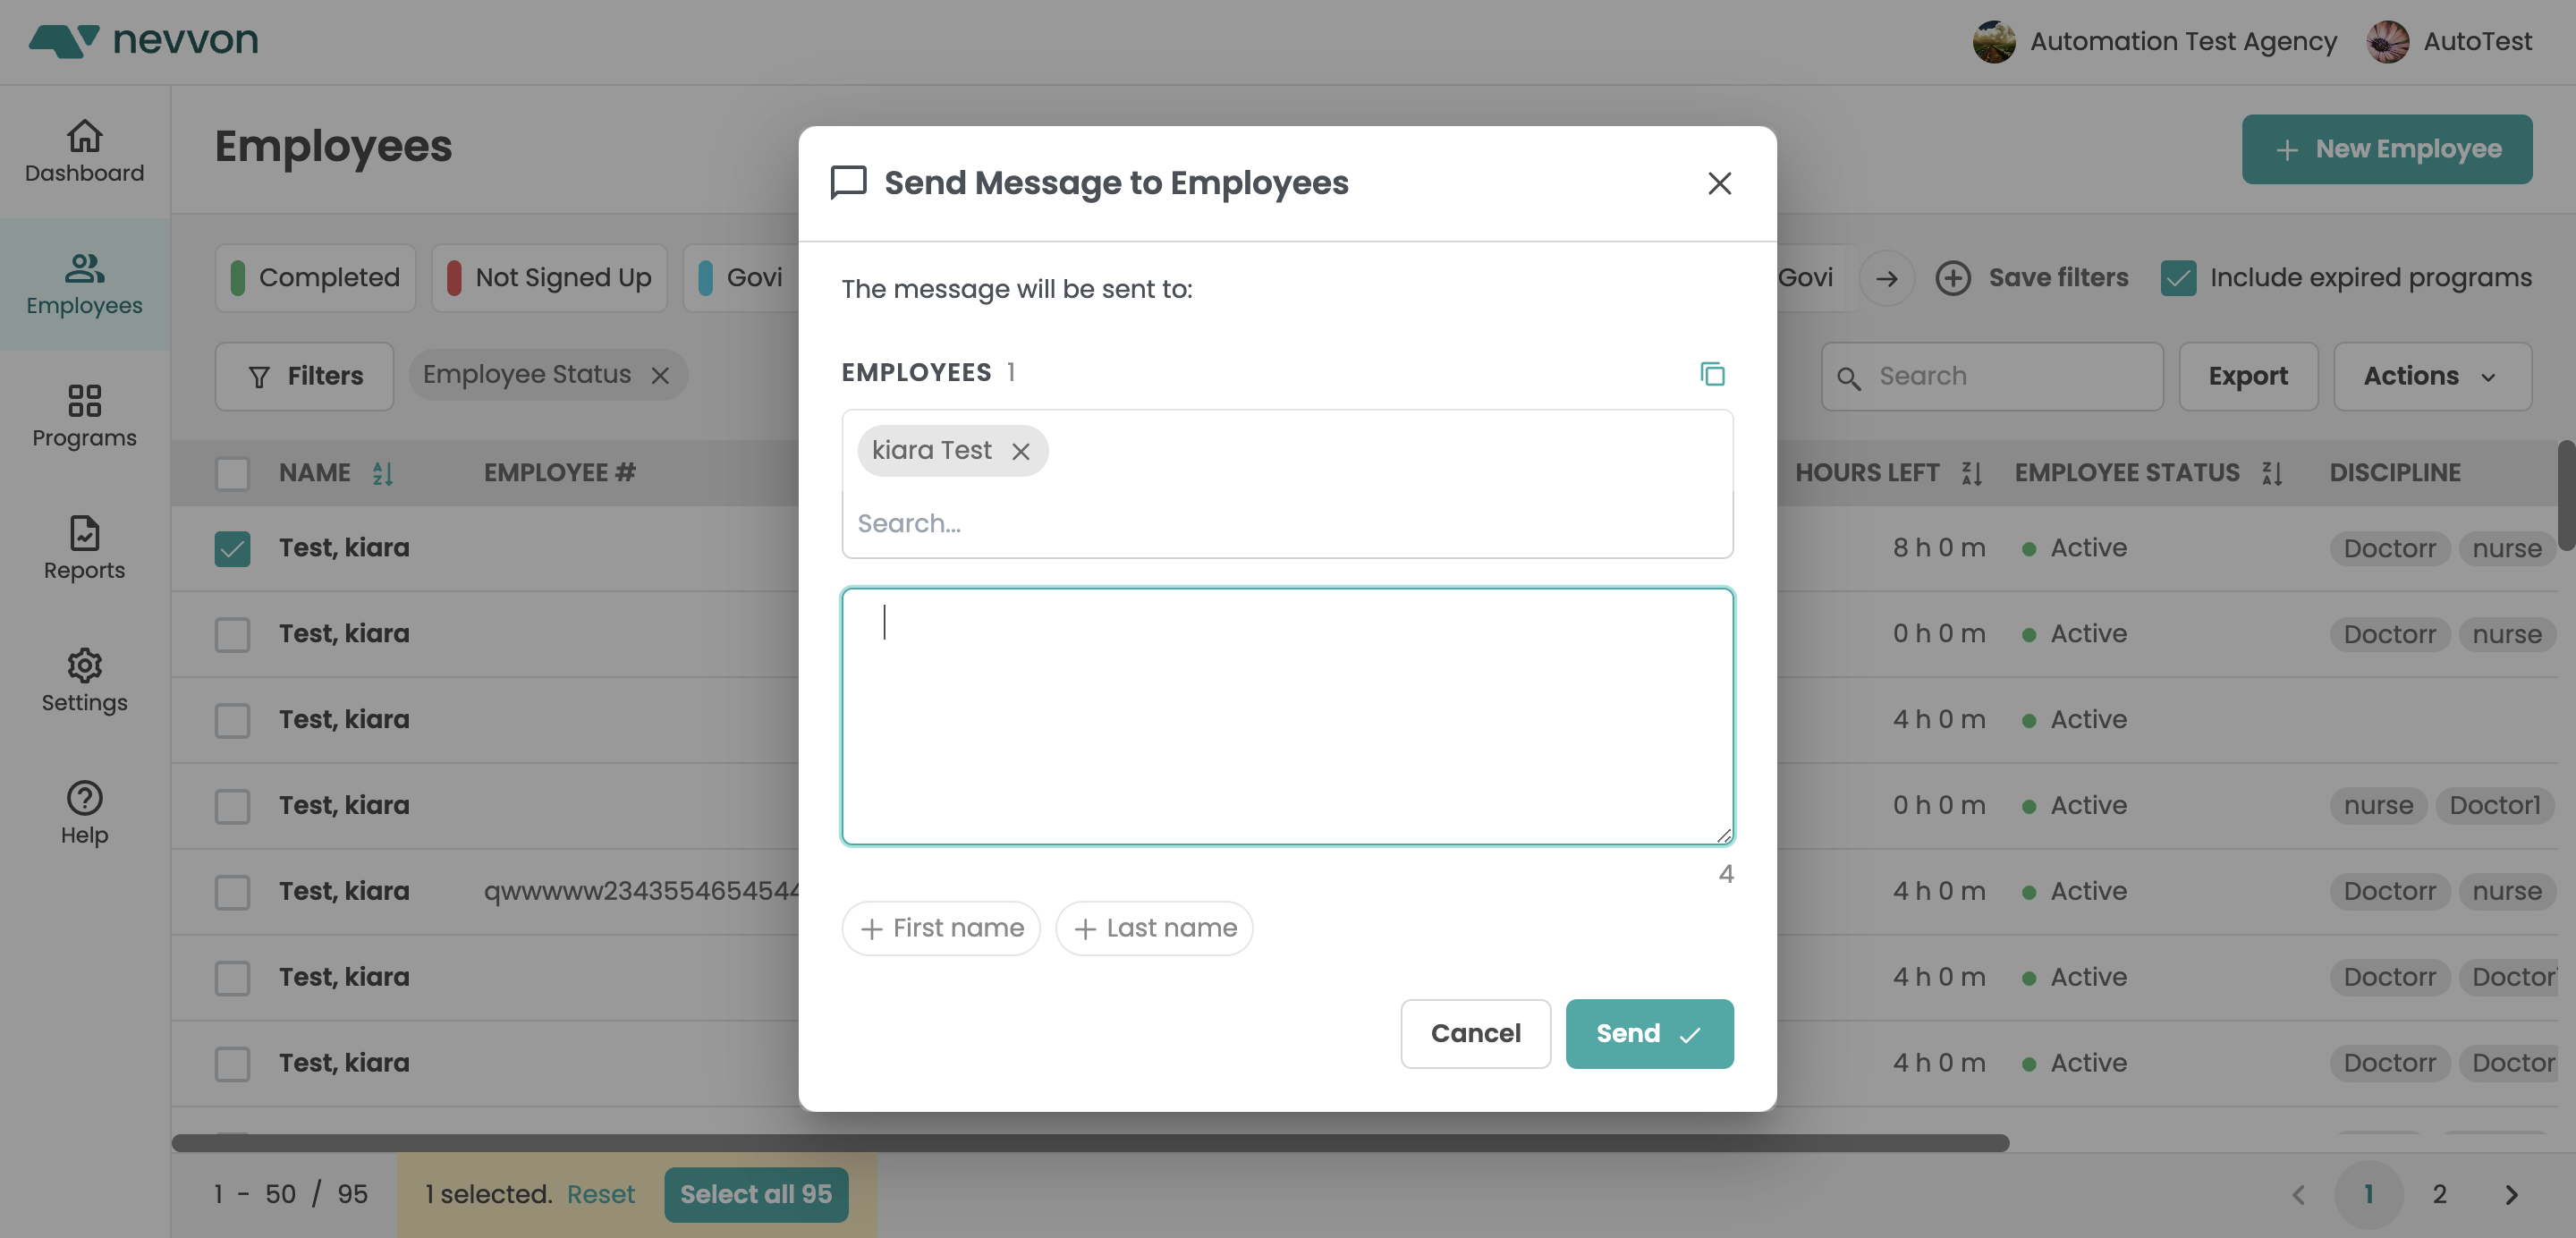 nevvon
Automation Test Agency
AutoTest
Dashboard
Employees
Programs
Reports
Settings
Help
Employees
+ New Employee
Completed
Not Signed Up
Govi
Govi
Save filters
Include expired programs
Filters
Employee Status
Search
Export
Actions
NAME EMPLOYEE # HOURS LEFT EMPLOYEE STATUS DISCIPLINE
Test, kiara 8 h 0 m Active Doctorr nurse
Test, kiara 0 h 0 m Active Doctorr nurse
Test, kiara 4 h 0 m Active
Test, kiara 0 h 0 m Active nurse Doctor1
Test, kiara 4 h 0 m Active Doctorr nurse
Test, kiara 4 h 0 m Active Doctorr
Test, kiara 4 h 0 m Active Doctorr
1 - 50 / 95
1 selected. Reset
Select all 95
1 2
Send Message to Employees
The message will be sent to:
EMPLOYEES 1
kiara Test
Search...
4
+ First name
+ Last name
Cancel
Send